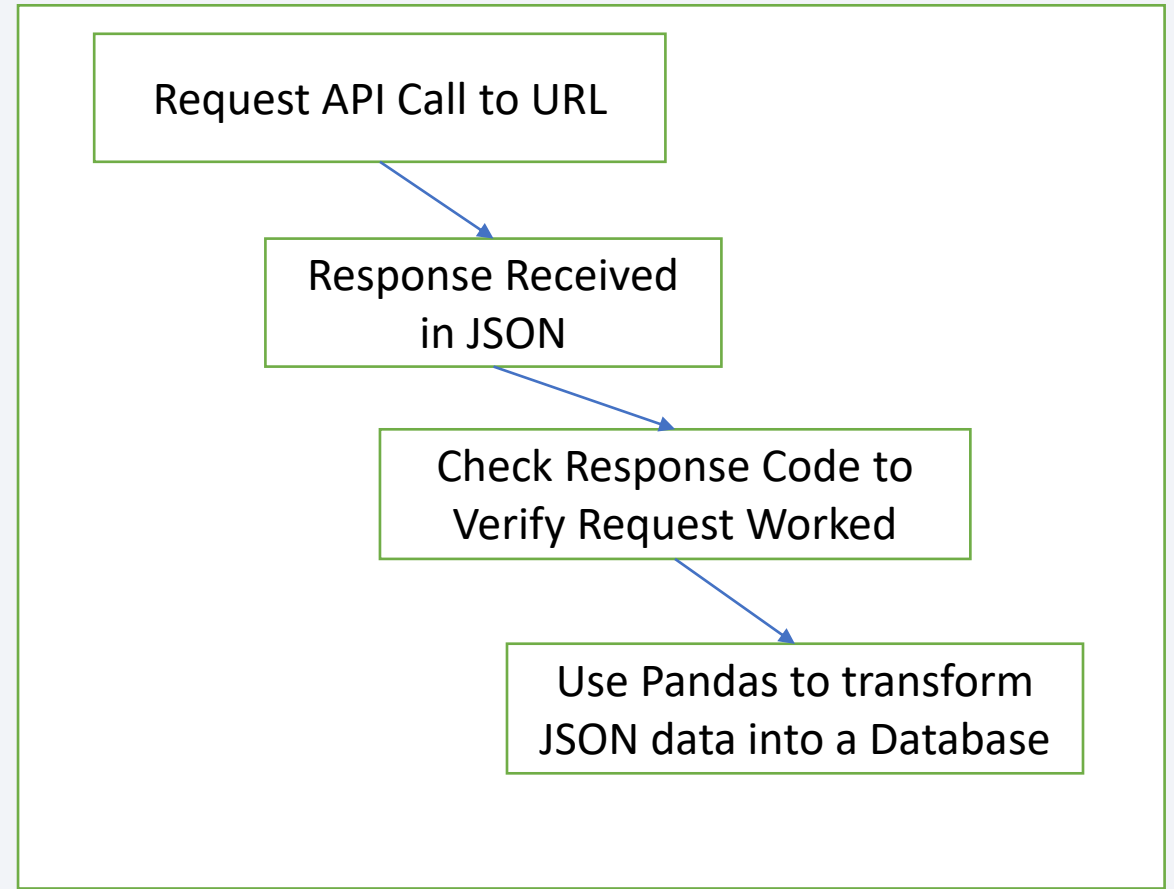 Request API Call to URL
Response Received
in JSON
Check Response Code to
Verify Request Worked
Use Pandas to transform
JSON data into a Database